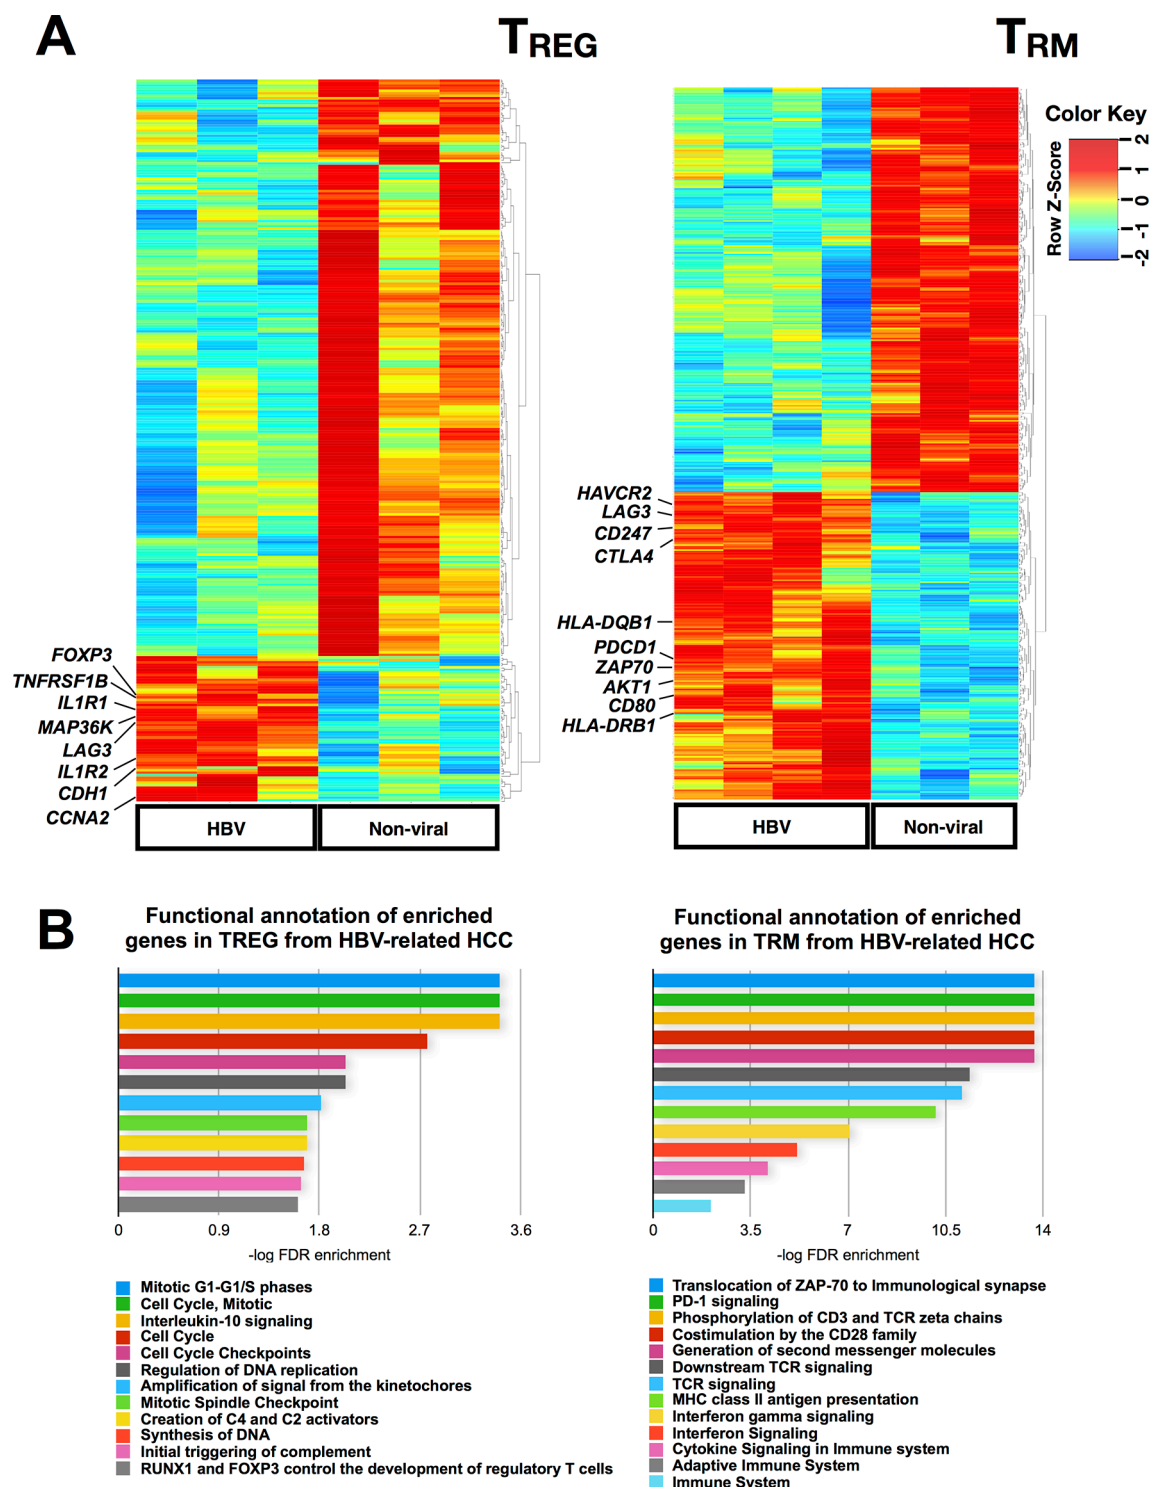 A
TREG
TRM
Color Key
Row Z-Score
2
1
0
-1
-2
FOXP3
TNFRSF1B
IL1R1
MAP36K
LAG3
IL1R2
CDH1
CCNA2
HBV
Non-viral
HAVCR2
LAG3
CD247
CTLA4
HLA-DQB1
PDCD1
ZAP70
AKT1
CD80
HLA-DRB1
HBV
Non-viral
B
Functional annotation of enriched
genes in TREG from HBV-related HCC
0 0.9 1.8 2.7 3.6
-log FDR enrichment
Mitotic G1-G1/S phases
Cell Cycle, Mitotic
Interleukin-10 signaling
Cell Cycle
Cell Cycle Checkpoints
Regulation of DNA replication
Amplification of signal from the kinetochores
Mitotic Spindle Checkpoint
Creation of C4 and C2 activators
Synthesis of DNA
Initial triggering of complement
RUNX1 and FOXP3 control the development of regulatory T cells
Functional annotation of enriched
genes in TRM from HBV-related HCC
0 3.5 7 10.5 14
-log FDR enrichment
Translocation of ZAP-70 to Immunological synapse
PD-1 signaling
Phosphorylation of CD3 and TCR zeta chains
Costimulation by the CD28 family
Generation of second messenger molecules
Downstream TCR signaling
TCR signaling
MHC class II antigen presentation
Interferon gamma signaling
Interferon Signaling
Cytokine Signaling in Immune system
Adaptive Immune System
Immune System